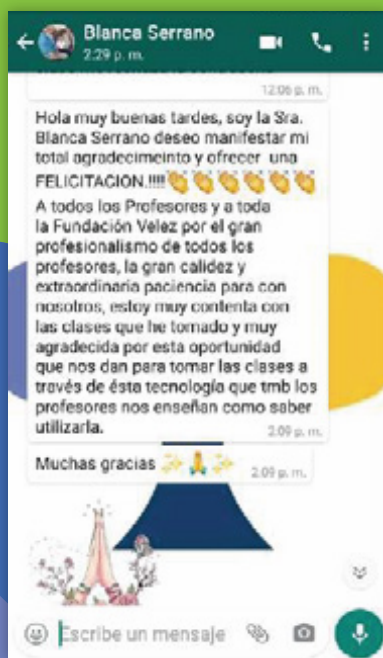 Blanca Serrano
2:29 p. m.
12:06 p. m.
Hola muy buenas tardes, soy la Sra.
Blanca Serrano deseo manifestar mi
total agradecimeinto y ofrecer una
FELICITACION.!!!! 👏👏👏👏👏👏
A todos los Profesores y a toda
la Fundación Velez por el gran
profesionalismo de todos los
profesores, la gran calidez y
extraordinaria paciencia para con
nosotros, estoy muy contenta con
las clases que he tomado y muy
agradecida por esta oportunidad
que nos dan para tomar las clases a
través de ésta tecnología que tmb los
profesores nos enseñan como saber
utilizarla.
2:09 p. m.
Muchas gracias ✨🙏✨
2:09 p. m.
Escribe un mensaje